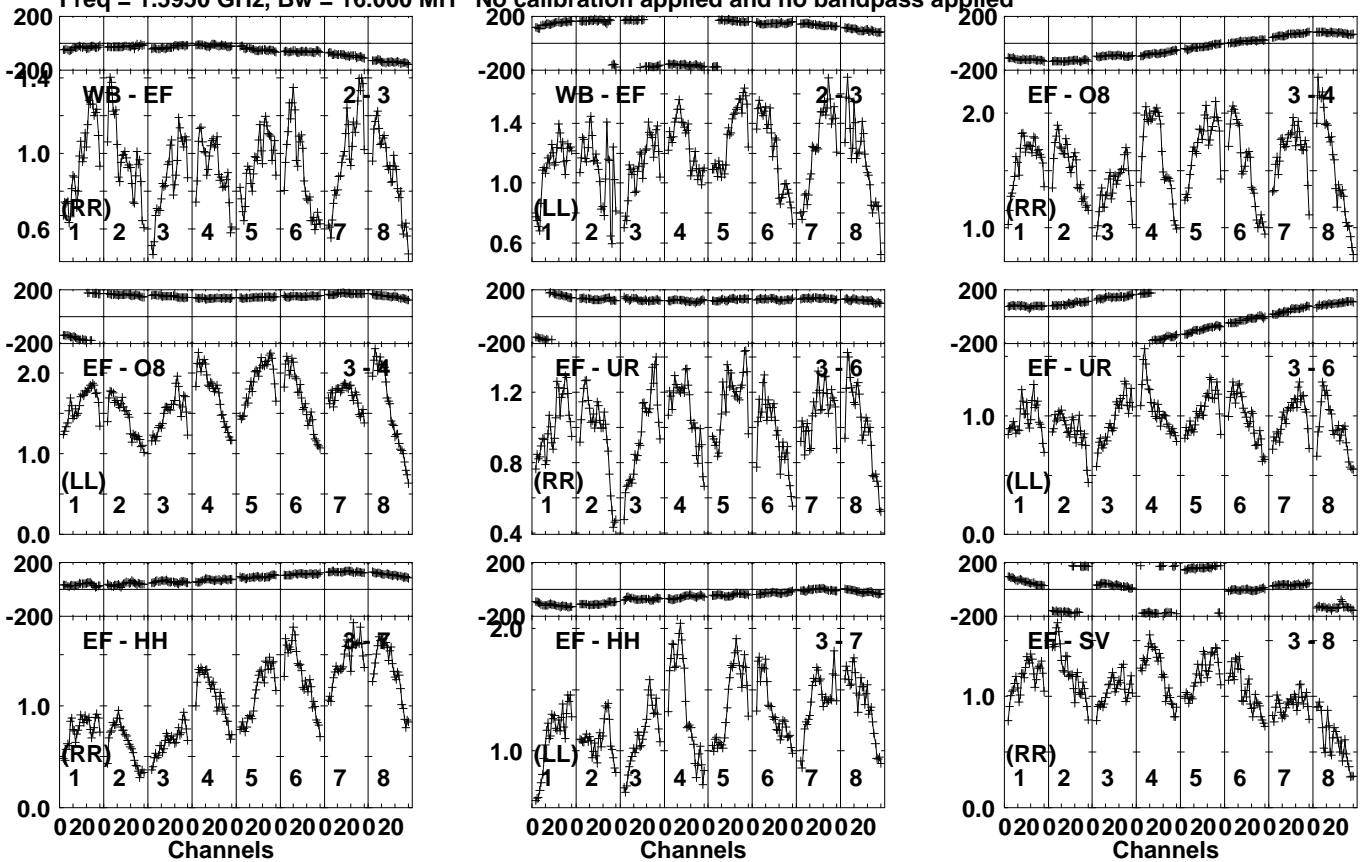 Freq = 1.5950 GHz, Bw = 16.000 MH No calibration applied and no bandpass applied
200 200 200
-200 -200
1.4 WB - EF 2 - 3 WB - EF 2 - 3 EF - O8 3 - 4
2.0
1.4
1.0 1.0
(RR) (LL) (RR)
0.6 1 2 3 4 5 6 7 8 0.6 1 2 3 4 5 6 7 8 1.0 1 2 3 4 5 6 7 8
200 200 200
-200 -200 -200
EF - O8 3 - 4 EF - UR 3 - 6 EF - UR 3 - 6
2.0 1.2 1.0
1.0 0.8
(LL) (RR) (LL)
1 2 3 4 5 6 7 8 1 2 3 4 5 6 7 8 1 2 3 4 5 6 7 8
0.0 0.4 0.0
200 200 200
-200 -200 -200
2.0
EF - HH 3 - 7 EF - HH 3 - 7 EF - SV 3 - 8
1.0 1.0 1.0
(RR) (LL) (RR)
1 2 3 4 5 6 7 8 1 2 3 4 5 6 7 8 1 2 3 4 5 6 7 8
0.0 0.0
0 20 0 20 0 20 0 20 0 20 0 20 0 20 0 20 0 20 0 20 0 20 0 20 0 20 0 20 0 20 0 20 0 20 0 20 0 20 0 20 0 20 0 20 0 20 0 20
Channels Channels Channels